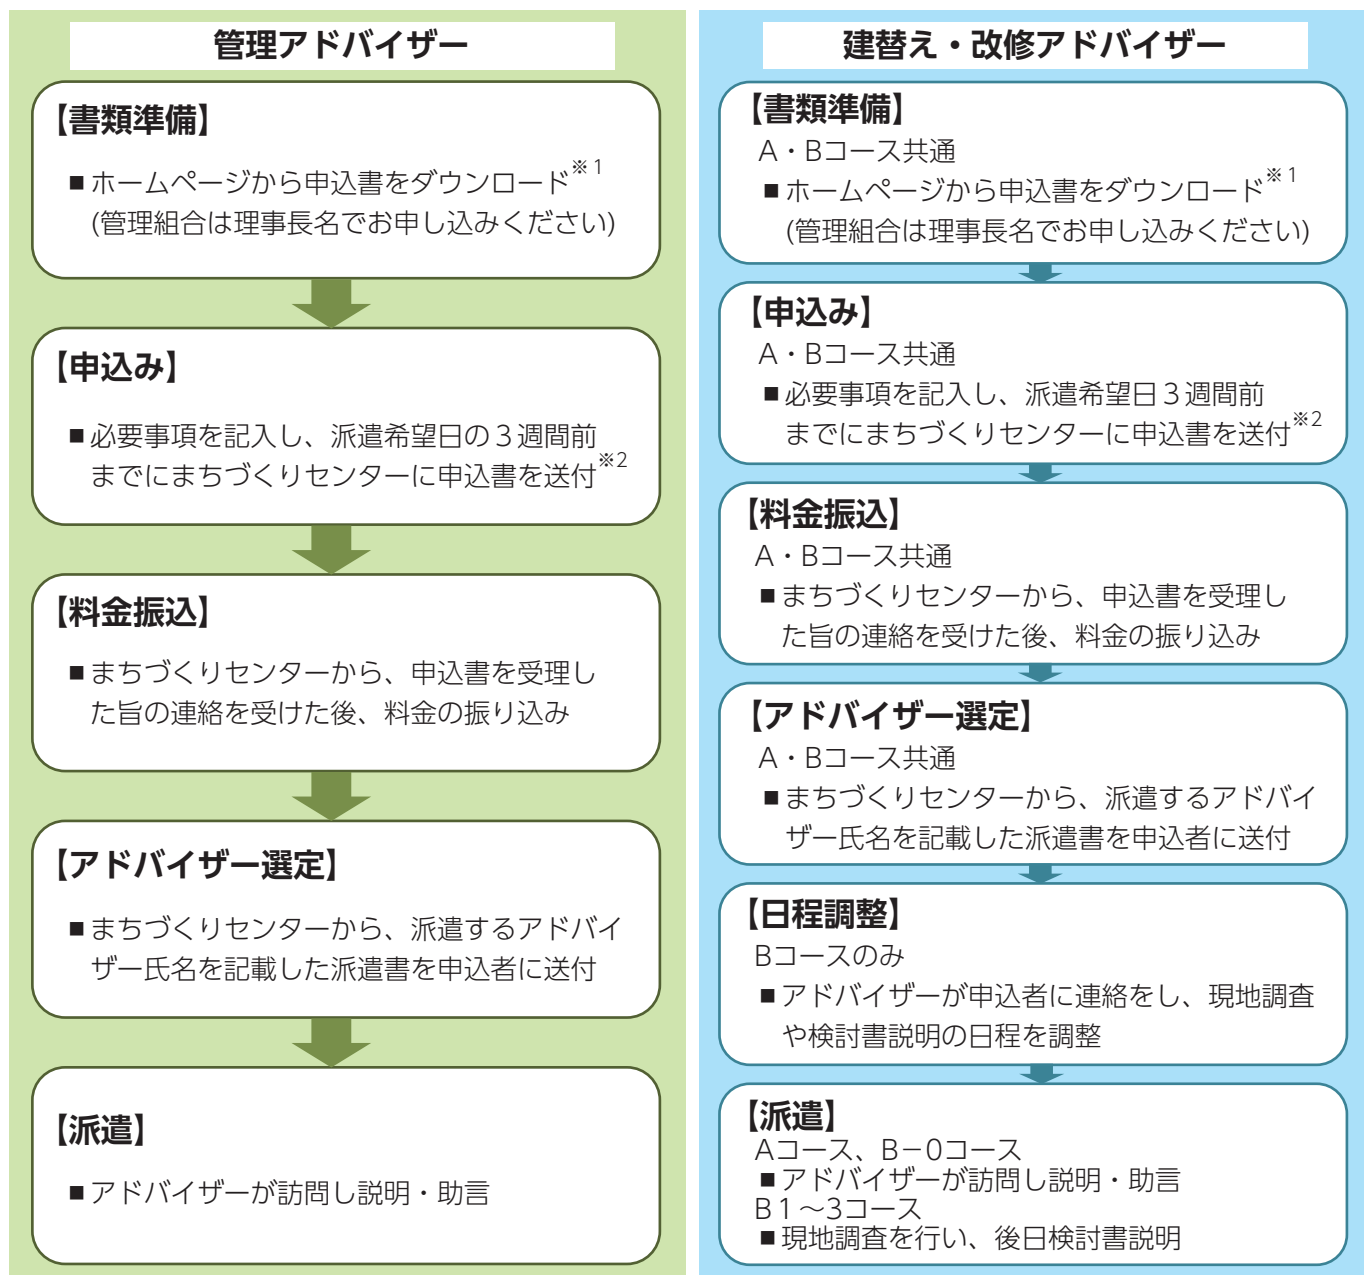 管理アドバイザー
【書類準備】
■ホームページから申込書をダウンロード※1
(管理組合は理事長名でお申し込みください)
【申込み】
■必要事項を記入し、派遣希望日の３週間前
までにまちづくりセンターに申込書を送付※2
【料金振込】
■まちづくりセンターから、申込書を受理し
た旨の連絡を受けた後、料金の振り込み
【アドバイザー選定】
■まちづくりセンターから、派遣するアドバイ
ザー氏名を記載した派遣書を申込者に送付
【派遣】
■アドバイザーが訪問し説明・助言
建替え・改修アドバイザー
【書類準備】
A・Bコース共通
■ホームページから申込書をダウンロード※1
(管理組合は理事長名でお申し込みください)
【申込み】
A・Bコース共通
■必要事項を記入し、派遣希望日３週間前
までにまちづくりセンターに申込書を送付※2
【料金振込】
A・Bコース共通
■まちづくりセンターから、申込書を受理し
た旨の連絡を受けた後、料金の振り込み
【アドバイザー選定】
A・Bコース共通
■まちづくりセンターから、派遣するアドバイ
ザー氏名を記載した派遣書を申込者に送付
【日程調整】
Bコースのみ
■アドバイザーが申込者に連絡をし、現地調査
や検討書説明の日程を調整
【派遣】
Aコース、B－0コース
■アドバイザーが訪問し説明・助言
B１～3コース
■現地調査を行い、後日検討書説明